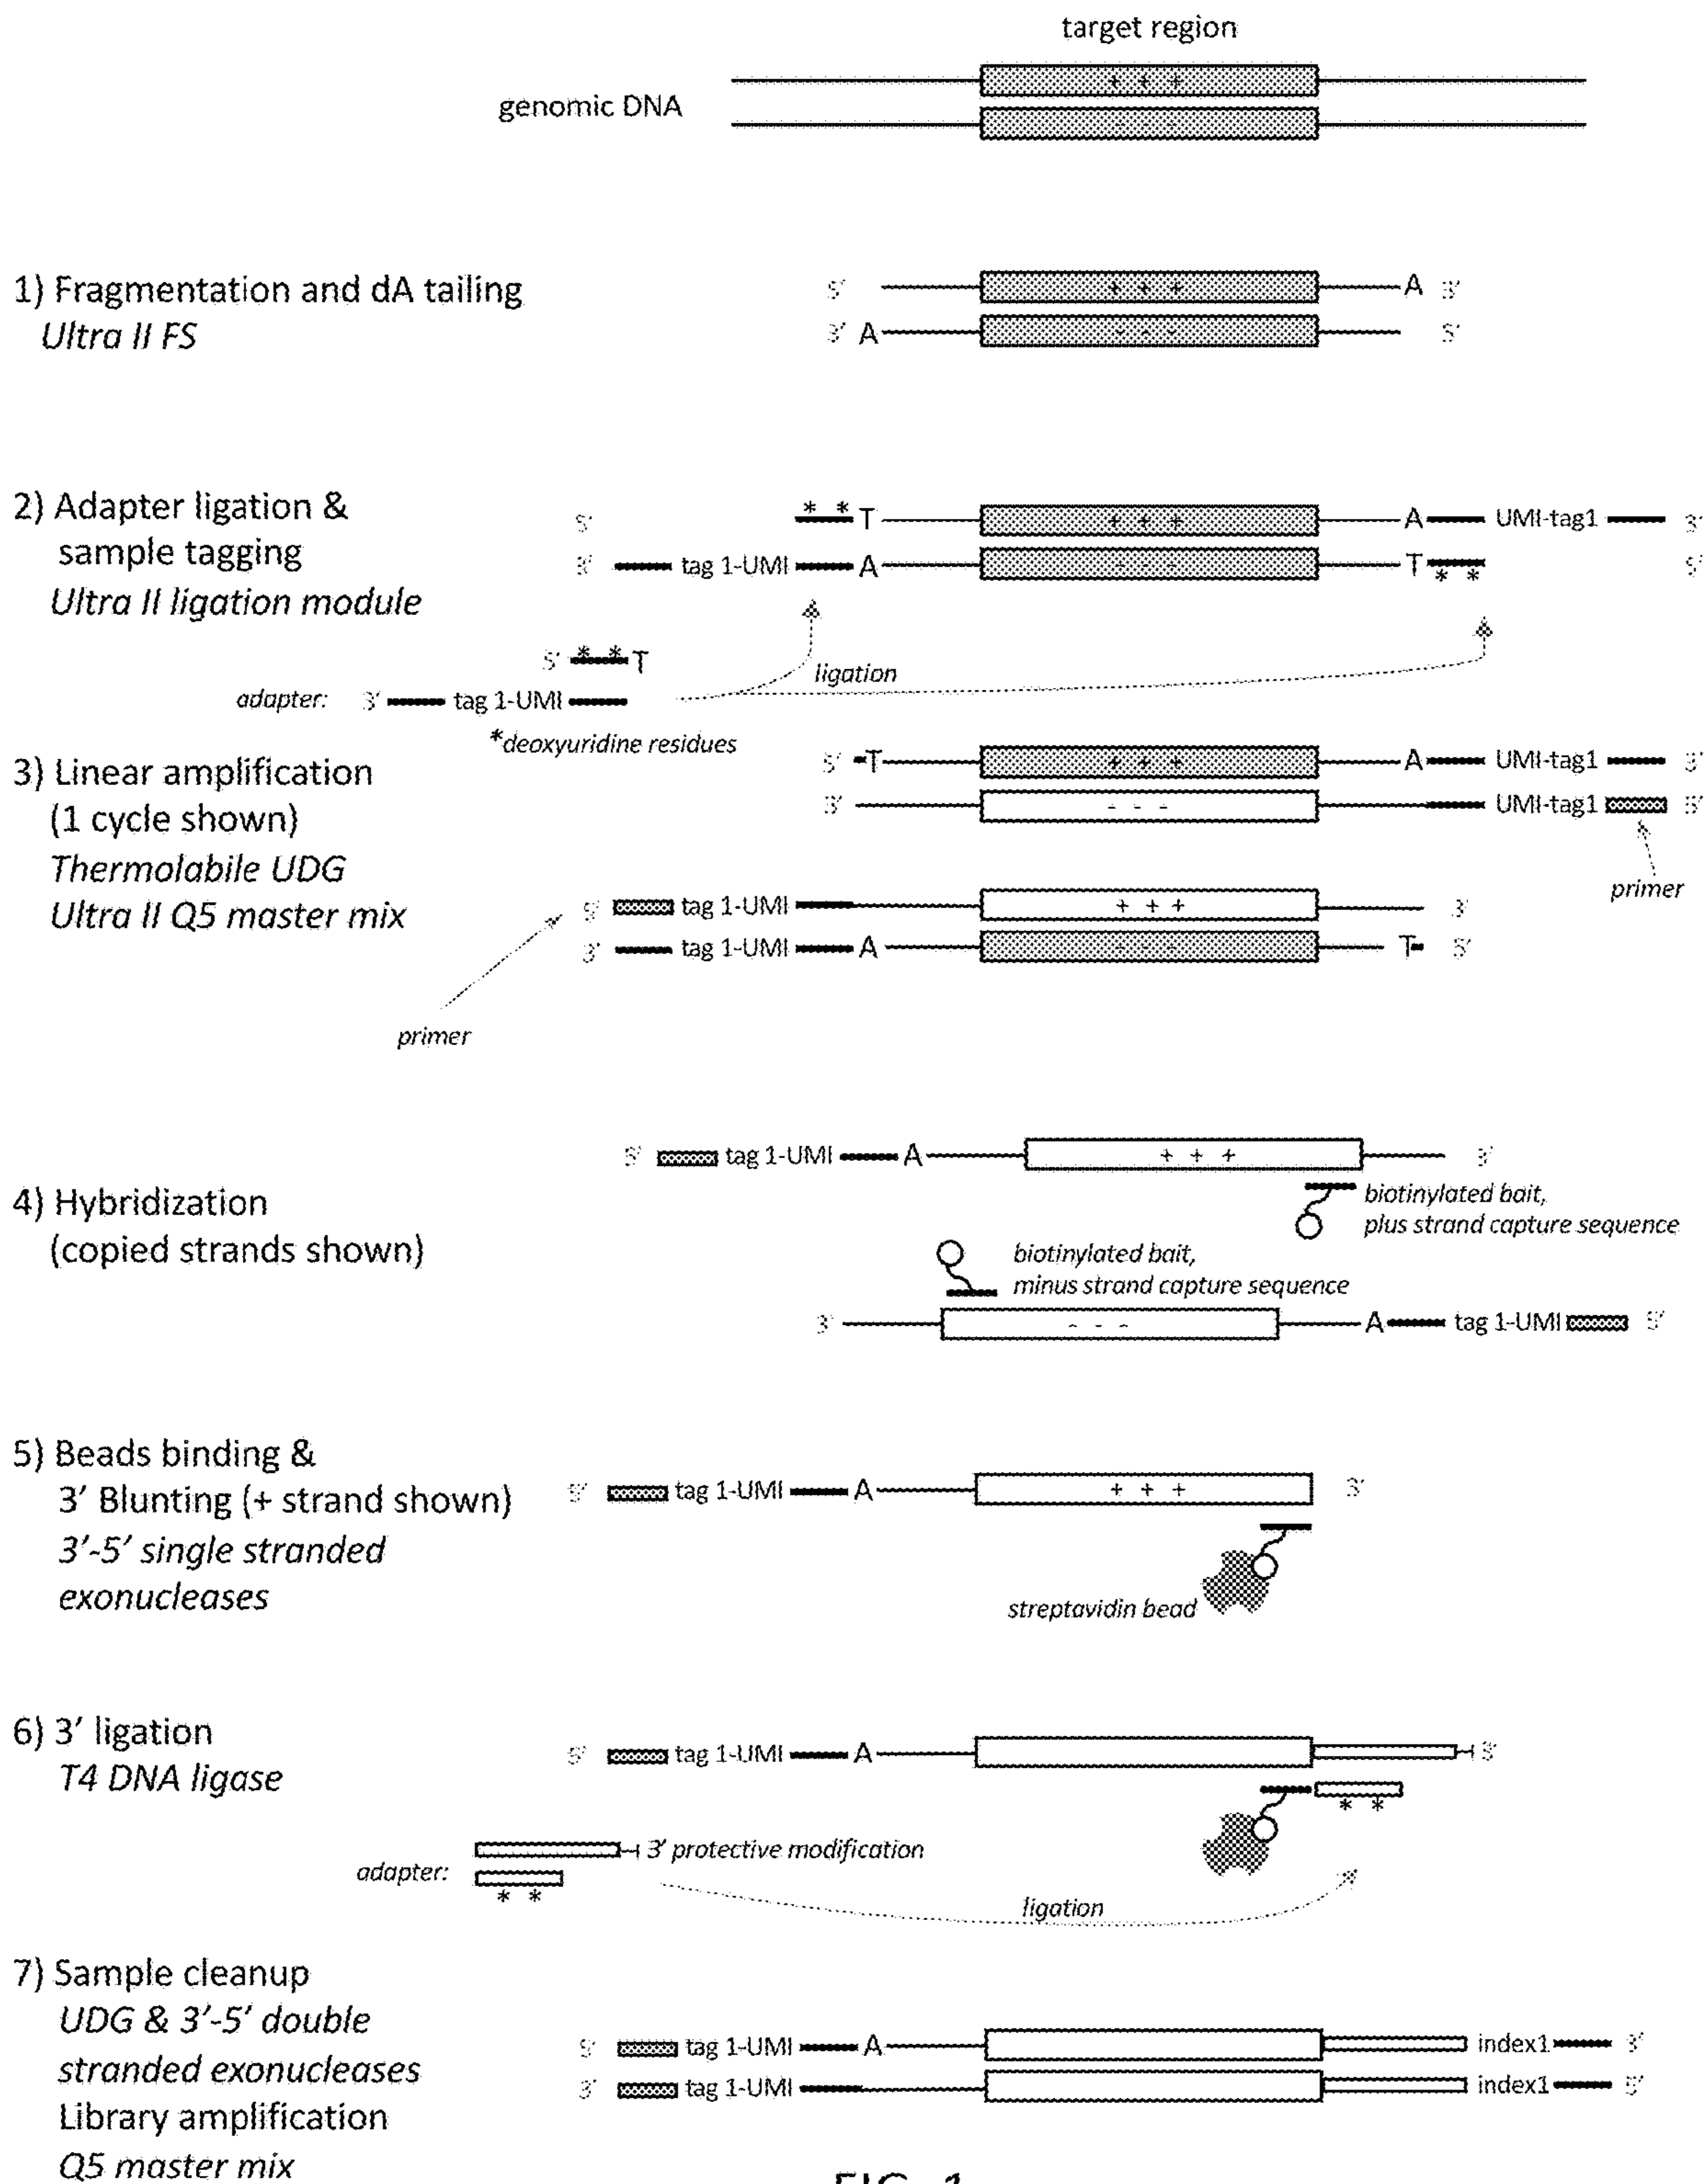 target region
+ + +
genomic DNA
1) Fragmentation and dA tailing
Ultra II FS
5' + + + A 3'
3' A - - - 5'
2) Adapter ligation &
sample tagging
Ultra II ligation module
5' * * T + + + A UMI-tag1 3'
3' tag 1-UMI A - - - T * * 5'
5' * * T
ligation
adapter: 3' tag 1-UMI
*deoxyuridine residues
3) Linear amplification
(1 cycle shown)
Thermolabile UDG
Ultra II Q5 master mix
5' T + + + A UMI-tag1 3'
3' - - - UMI-tag1 5'
primer
5' tag 1-UMI + + + 3'
3' tag 1-UMI A - - - T 5'
primer
4) Hybridization
(copied strands shown)
5' tag 1-UMI A + + + 3'
biotinylated bait,
plus strand capture sequence
biotinylated bait,
minus strand capture sequence
3' - - - A tag 1-UMI 5'
5) Beads binding &
3' Blunting (+ strand shown)
3'-5' single stranded
exonucleases
5' tag 1-UMI A + + + 3'
streptavidin bead
6) 3' ligation
T4 DNA ligase
5' tag 1-UMI A 3'
* *
3' protective modification
adapter:
* *
ligation
7) Sample cleanup
UDG & 3'-5' double
stranded exonucleases
Library amplification
Q5 master mix
5' tag 1-UMI A index1 3'
3' tag 1-UMI index1 5'
FIG. 1